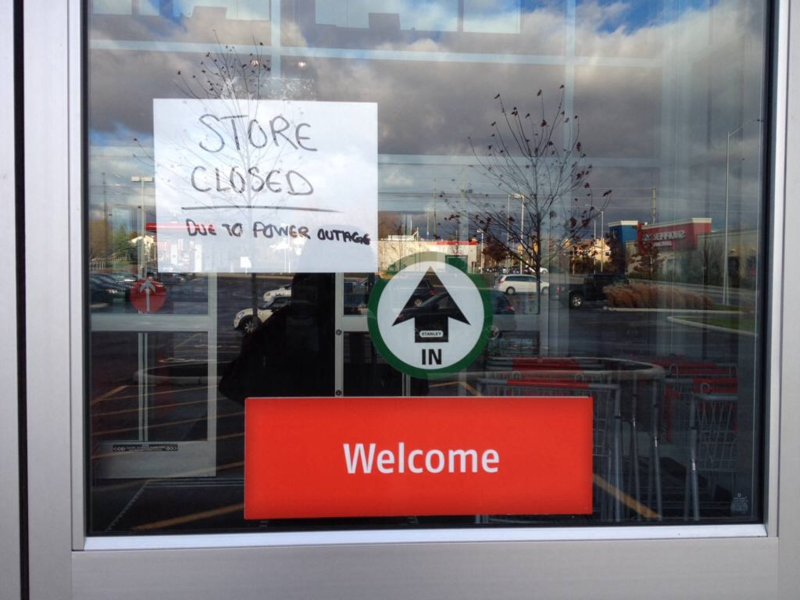 STORE
CLOSED
DUE TO POWER OUTAGE
STANLEY
IN
Welcome